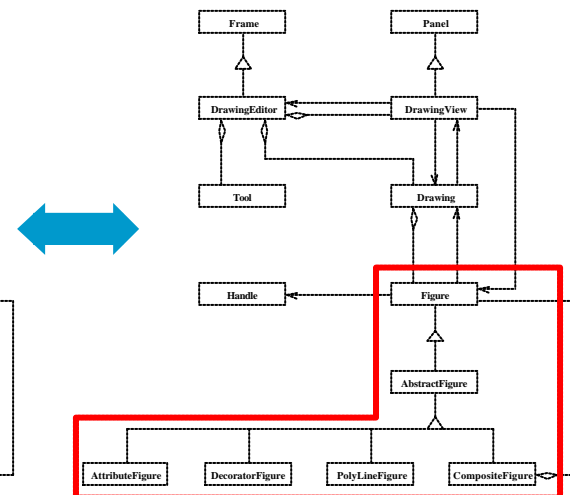 Frame
Panel
DrawingEditor
DrawingView
Tool
Drawing
Handle
Figure
AbstractFigure
AttributeFigure
DecoratorFigure
PolyLineFigure
CompositeFigure